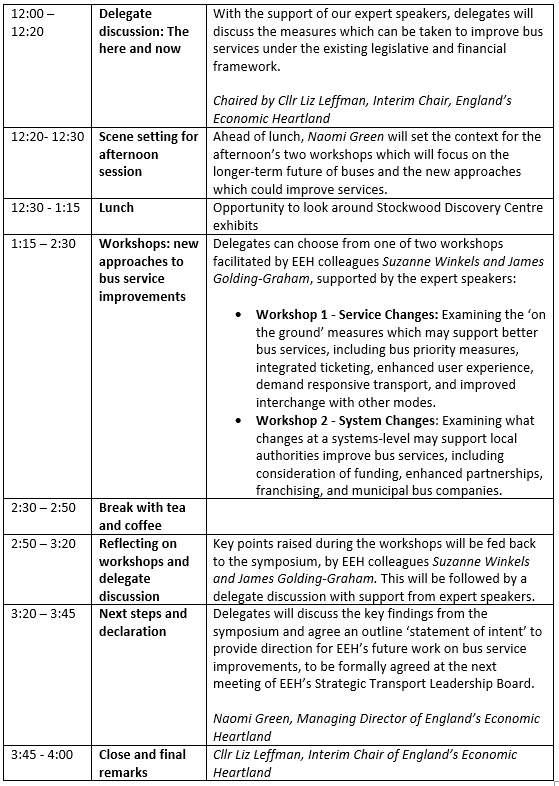 12:00 – 12:20
Delegate discussion: The here and now
With the support of our expert speakers, delegates will
discuss the measures which can be taken to improve bus
services under the existing legislative and financial
framework.
Chaired by Cllr Liz Leffman, Interim Chair, England’s
Economic Heartland
12:20- 12:30
Scene setting for afternoon session
Ahead of lunch, Naomi Green will set the context for the
afternoon’s two workshops which will focus on the
longer-term future of buses and the new approaches
which could improve services.
12:30 - 1:15
Lunch
Opportunity to look around Stockwood Discovery Centre
exhibits
1:15 – 2:30
Workshops: new approaches to bus service improvements
Delegates can choose from one of two workshops
facilitated by EEH colleagues Suzanne Winkels and James
Golding-Graham, supported by the expert speakers:
• Workshop 1 - Service Changes: Examining the ‘on
the ground’ measures which may support better
bus services, including bus priority measures,
integrated ticketing, enhanced user experience,
demand responsive transport, and improved
interchange with other modes.
• Workshop 2 - System Changes: Examining what
changes at a systems-level may support local
authorities improve bus services, including
consideration of funding, enhanced partnerships,
franchising, and municipal bus companies.
2:30 – 2:50
Break with tea and coffee
2:50 – 3:20
Reflecting on workshops and delegate discussion
Key points raised during the workshops will be fed back
to the symposium, by EEH colleagues Suzanne Winkels
and James Golding-Graham. This will be followed by a
delegate discussion with support from expert speakers.
3:20 – 3:45
Next steps and declaration
Delegates will discuss the key findings from the
symposium and agree an outline ‘statement of intent’ to
provide direction for EEH’s future work on bus service
improvements, to be formally agreed at the next
meeting of EEH’s Strategic Transport Leadership Board.
Naomi Green, Managing Director of England’s Economic
Heartland
3:45 - 4:00
Close and final remarks
Cllr Liz Leffman, Interim Chair of England’s Economic
Heartland